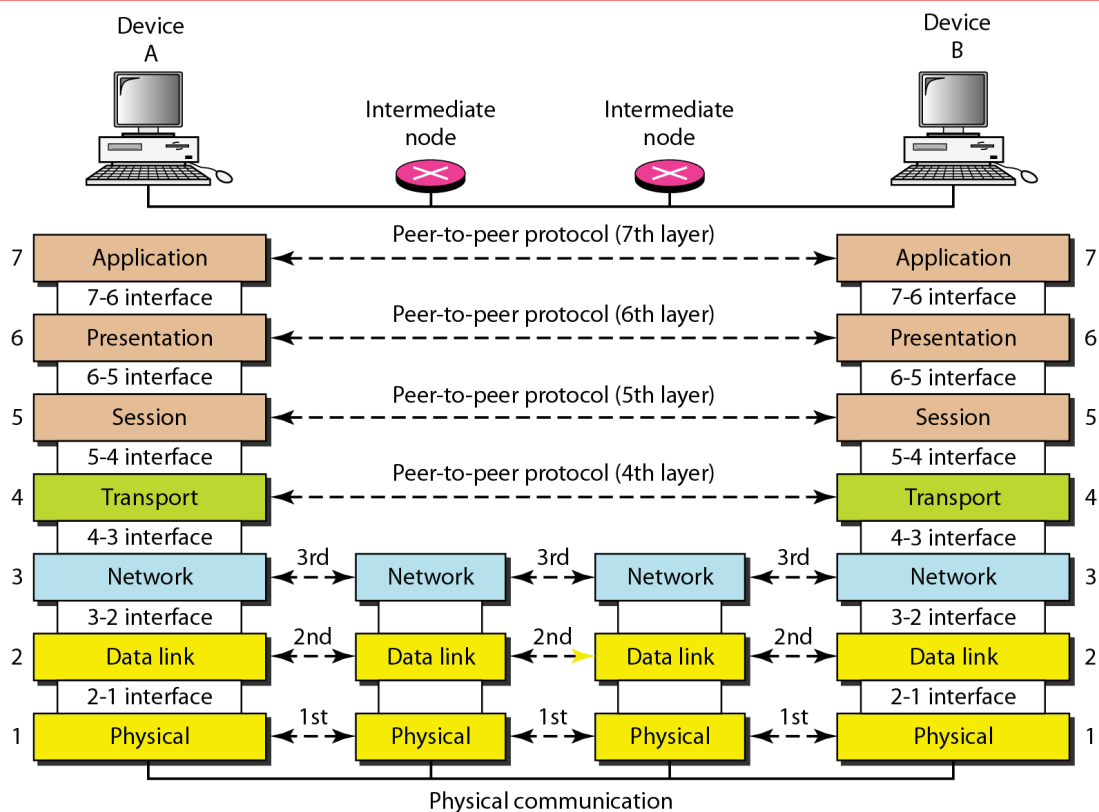 Device
A
Device
B
Intermediate
node
Intermediate
node
Peer-to-peer protocol (7th layer)
7 Application Application 7
7-6 interface 7-6 interface
Peer-to-peer protocol (6th layer)
6 Presentation Presentation 6
6-5 interface 6-5 interface
Peer-to-peer protocol (5th layer)
5 Session Session 5
5-4 interface 5-4 interface
Peer-to-peer protocol (4th layer)
4 Transport Transport 4
4-3 interface 4-3 interface
3rd 3rd 3rd
3 Network Network Network Network 3
3-2 interface 3-2 interface
2nd 2nd 2nd
2 Data link Data link Data link Data link 2
2-1 interface 2-1 interface
1st 1st 1st
1 Physical Physical Physical Physical 1
Physical communication